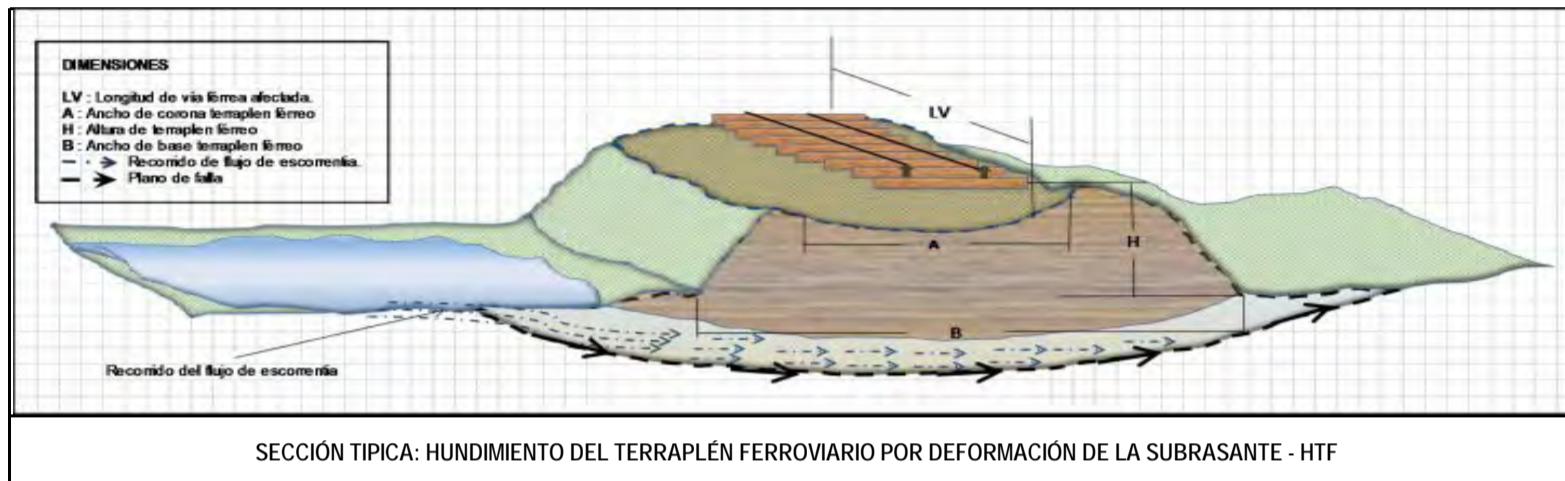 DIMENSIONES
LV : Longitud de vía férrea afectada.
A : Ancho de corona terraplen férreo
H : Altura de terraplen férreo
B : Ancho de base terraplen férreo
Recorrido de flujo de escorrentía.
Plano de falla
LV
A
H
B
Recorrido del flujo de escorrentía
SECCIÓN TIPICA: HUNDIMIENTO DEL TERRAPLÉN FERROVIARIO POR DEFORMACIÓN DE LA SUBRASANTE - HTF